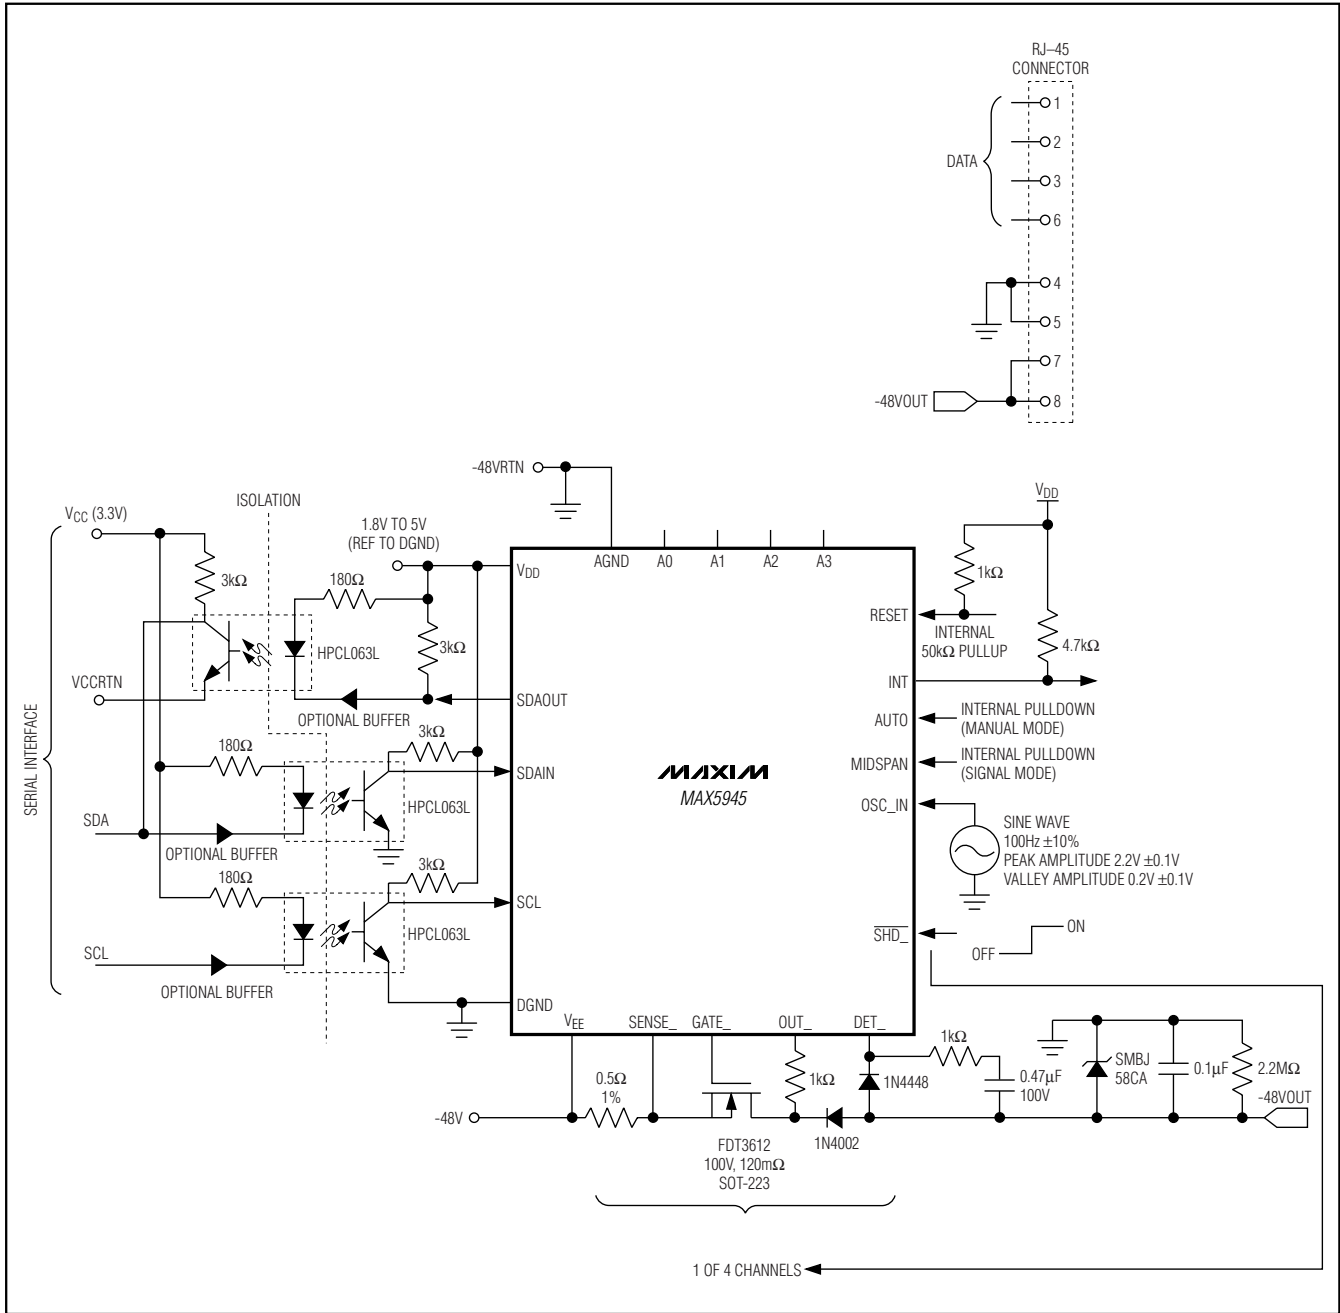 RJ–45
CONNECTOR
1
2
DATA
3
6
4
5
7
-48VOUT
8
-48VRTN
ISOLATION
VCC (3.3V)
1.8V TO 5V
(REF TO DGND)
VDD
3kΩ
180Ω
VDD
AGND
A0
A1
A2
A3
1kΩ
RESET
INTERNAL
50kΩ PULLUP
4.7kΩ
HPCL063L
3kΩ
VCCRTN
SDAOUT
INT
OPTIONAL BUFFER
AUTO
INTERNAL PULLDOWN
(MANUAL MODE)
SERIAL INTERFACE
180Ω
3kΩ
SDAIN
MAXIM
MAX5945
MIDSPAN
INTERNAL PULLDOWN
(SIGNAL MODE)
HPCL063L
OSC_IN
SDA
OPTIONAL BUFFER
SINE WAVE
100Hz ±10%
PEAK AMPLITUDE 2.2V ±0.1V
VALLEY AMPLITUDE 0.2V ±0.1V
180Ω
3kΩ
SCL
HPCL063L
SHD_
OFF
ON
SCL
OPTIONAL BUFFER
DGND
VEE
SENSE_
GATE_
OUT_
DET_
1kΩ
0.5Ω
1%
1kΩ
1N4448
0.47µF
100V
SMBJ
58CA
0.1µF
2.2MΩ
-48V
-48VOUT
1N4002
FDT3612
100V, 120mΩ
SOT-223
1 OF 4 CHANNELS